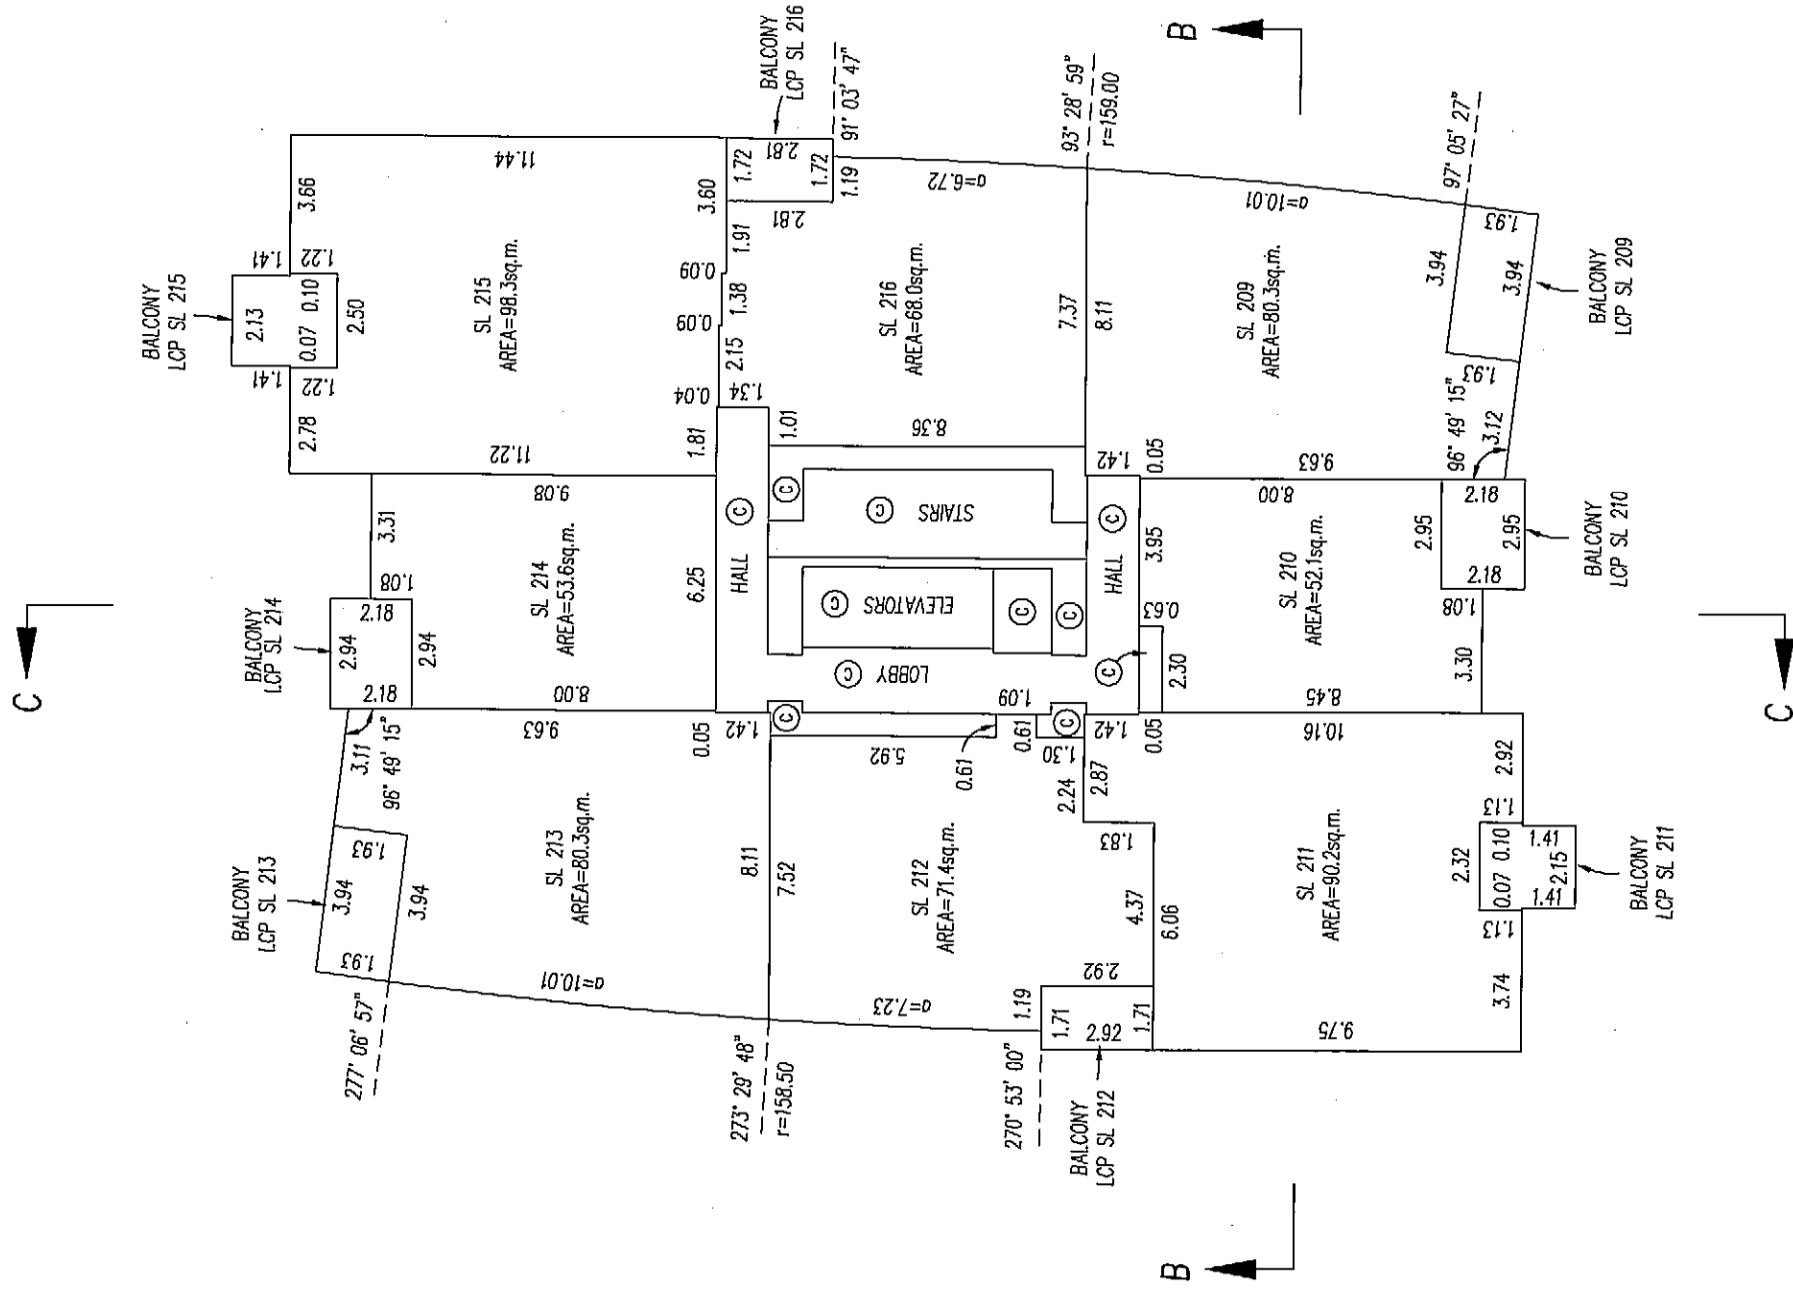 C
BALCONY
LCP SL 216
91° 03' 47"
B
BALCONY
LCP SL 215
1.41
2.13
1.41
3.66
1.22
0.07 0.10
1.22
2.50
2.78
11.44
SL 215
AREA=98.3sq.m.
11.22
1.72
2.81
1.72
1.19
3.60
1.91
2.81
0.09
1.38
0.09
2.15
0.04
1.34
1.81
1.01
a=6.72
93° 28' 59"
r=159.00
SL 216
AREA=68.0sq.m.
7.37
8.36
8.11
a=10.01
97° 05' 27"
SL 209
AREA=80.3sq.m.
3.94
1.93
3.94
1.93
BALCONY
LCP SL 209
96° 49' 15"
3.12
9.63
1.42
0.05
BALCONY
LCP SL 214
2.94
2.18
2.18
2.94
1.08
3.31
9.08
SL 214
AREA=53.6sq.m.
8.00
6.25
HALL
C
C
STAIRS
C
ELEVATORS
C
C
C
LOBBY
C
C
C
1.09
HALL
C
C
3.95
0.63
2.30
8.00
SL 210
AREA=52.1sq.m.
8.45
2.95
2.18
2.95
2.18
1.08
3.30
BALCONY
LCP SL 210
BALCONY
LCP SL 213
3.94
1.93
3.94
1.93
3.11
96° 49' 15"
277° 06' 57"
9.63
SL 213
AREA=80.3sq.m.
a=10.01
0.05
1.42
8.11
7.52
273° 29' 48"
r=158.50
5.92
0.61
0.61
1.30
1.42
0.05
SL 212
AREA=71.4sq.m.
a=7.23
2.24
2.87
1.83
4.37
6.06
2.92
1.19
1.71
2.92
1.71
270° 53' 00"
BALCONY
LCP SL 212
10.16
SL 211
AREA=90.2sq.m.
9.75
2.92
1.13
2.32
0.07 0.10
1.13
1.41
2.15
1.41
3.74
BALCONY
LCP SL 211
C
B